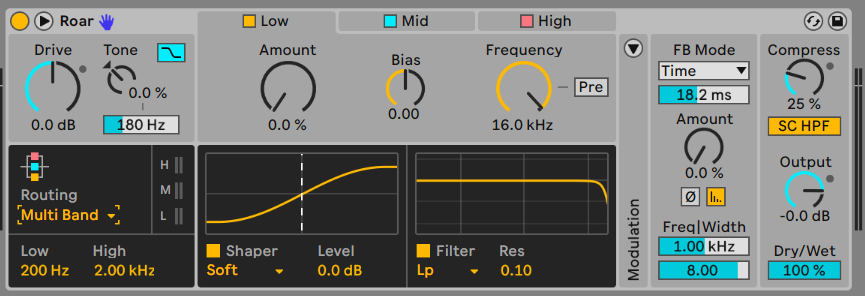 Roar
Low
Mid
High
Drive
0.0 dB
Tone
0.0 %
180 Hz
Amount
0.0 %
Bias
0.00
Frequency
16.0 kHz
Pre
Routing
Multi Band
H
M
L
Low
200 Hz
High
2.00 kHz
Shaper
Soft
Level
0.0 dB
Filter
Lp
Res
0.10
Modulation
FB Mode
Time
18.2 ms
Amount
0.0 %
Ø
Freq|Width
1.00 kHz
8.00
Compress
25 %
SC HPF
Output
-0.0 dB
Dry/Wet
100 %